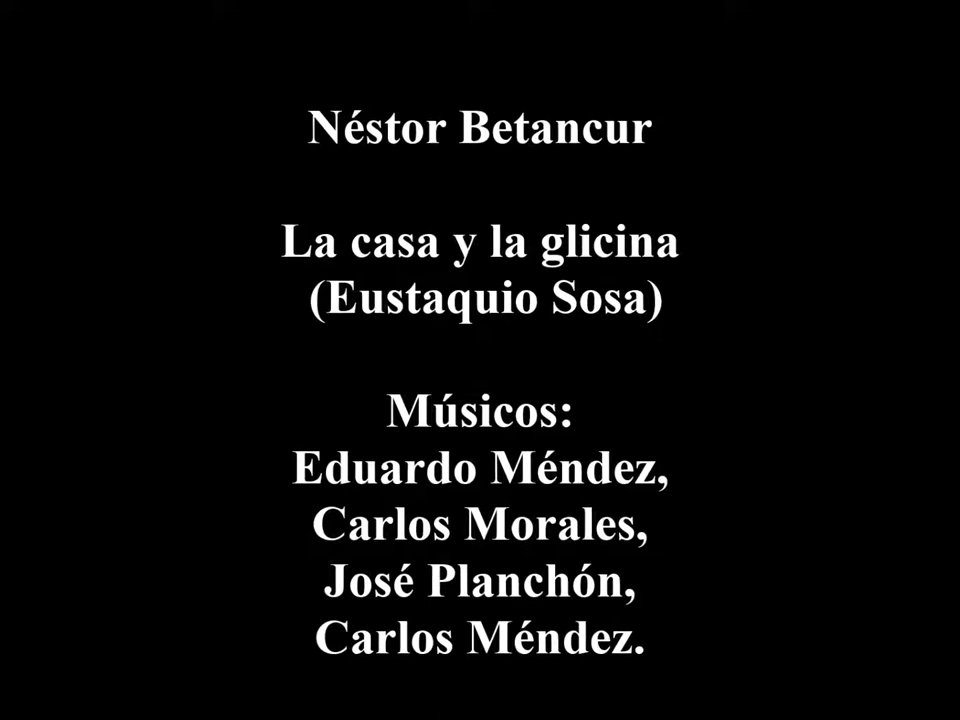 Néstor Betancur
La casa y la glicina
(Eustaquio Sosa)
Músicos:
Eduardo Méndez,
Carlos Morales,
José Planchón,
Carlos Méndez.